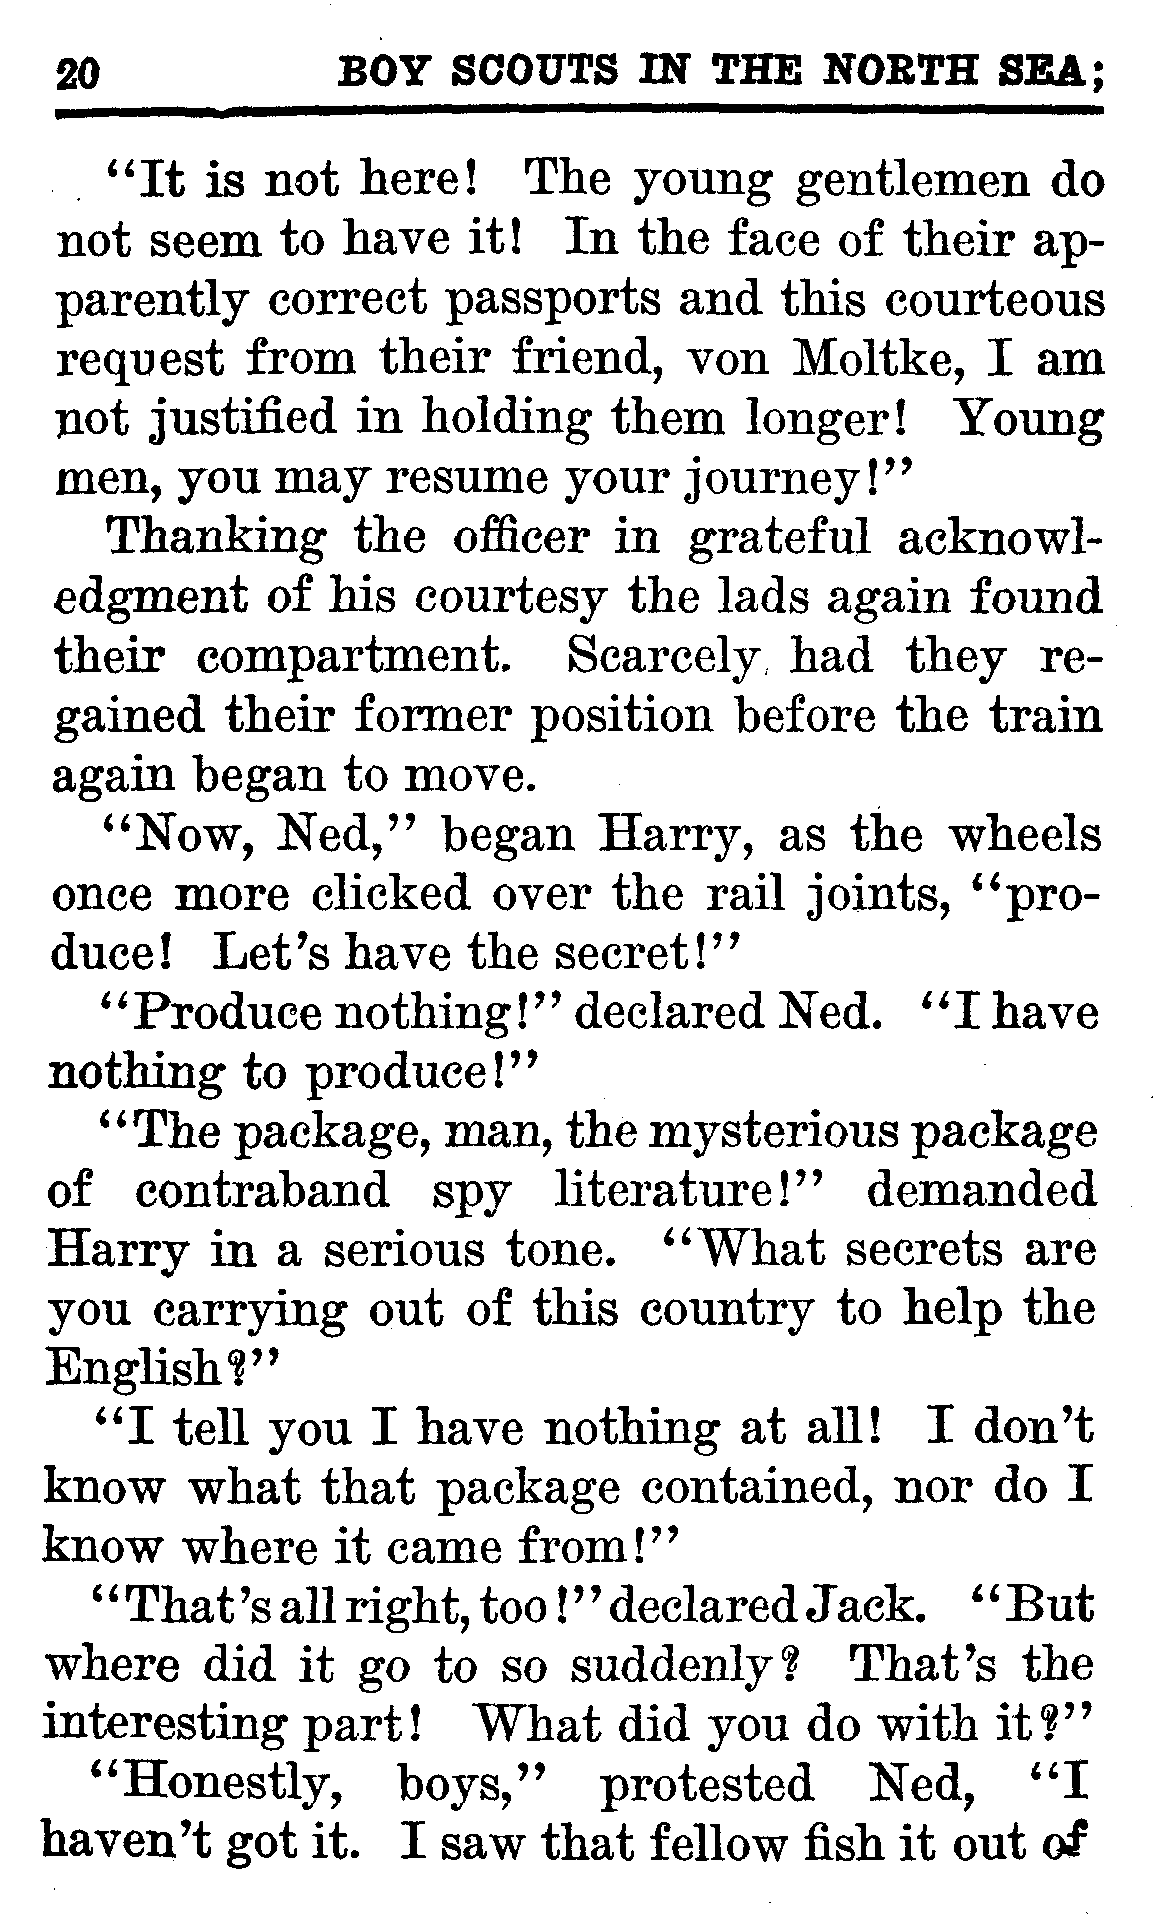 20 BOY SCOUTS IN THE NORTH SEA;
“It is not here! The young gentlemen do
not seem to have it! In the face of their ap-
parently correct passports and this courteous
request from their friend, von Moltke, I am
not justified in holding them longer! Young
men, you may resume your journey!”
Thanking the officer in grateful acknowl-
edgment of his courtesy the lads again found
their compartment. Scarcely had they re-
gained their former position before the train
again began to move.
“Now, Ned,” began Harry, as the wheels
once more clicked over the rail joints, “pro-
duce! Let’s have the secret!”
“Produce nothing!” declared Ned. “I have
nothing to produce!”
“The package, man, the mysterious package
of contraband spy literature!” demanded
Harry in a serious tone. “What secrets are
you carrying out of this country to help the
English?”
“I tell you I have nothing at all! I don’t
know what that package contained, nor do I
know where it came from!”
“That’s all right, too!” declared Jack. “But
where did it go to so suddenly? That’s the
interesting part! What did you do with it?”
“Honestly, boys,” protested Ned, “I
haven’t got it. I saw that fellow fish it out of